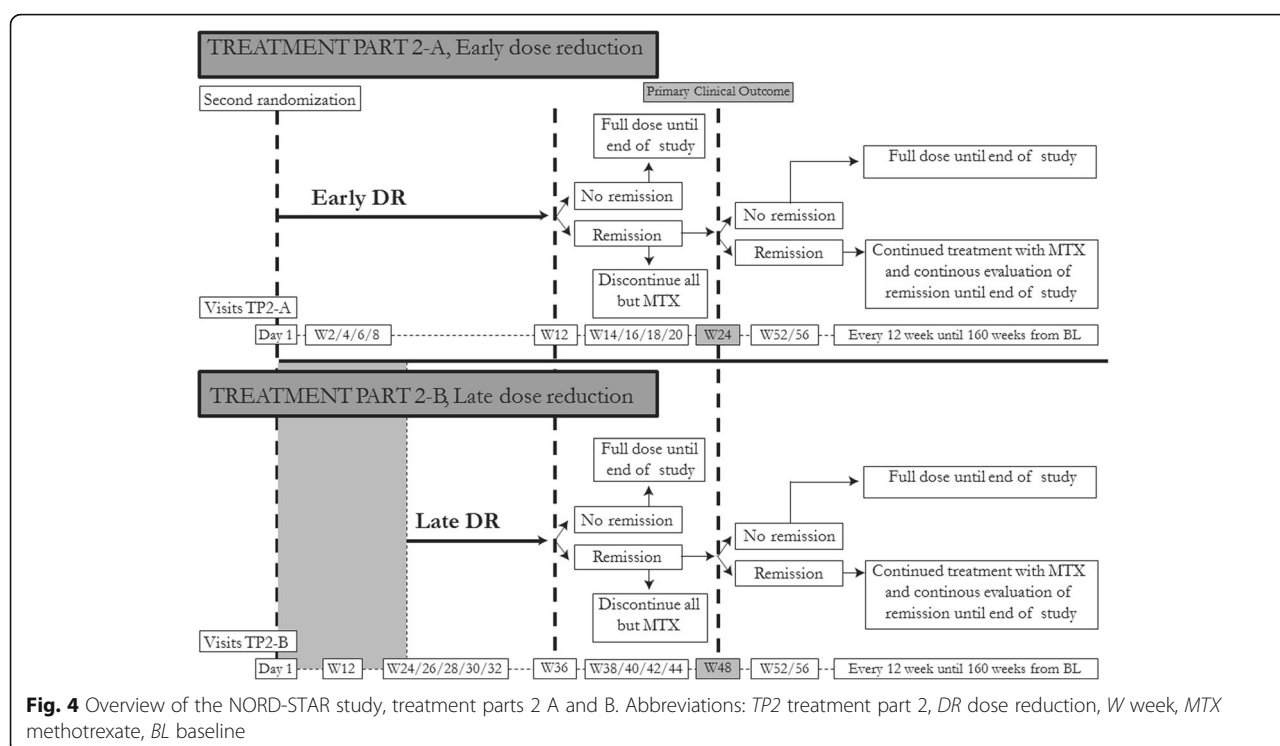 TREATMENT PART 2-A, Early dose reduction
Second randomization
Primary Clinical Outcome
Full dose until
end of study
Full dose until end of study
Early DR
No remission
No remission
Remission
Remission
Continued treatment with MTX
and continous evaluation of
remission until end of study
Discontinue all
but MTX
Visits TP2-A
Day 1
W2/4/6/8
W12
W14/16/18/20
W24
W52/56
Every 12 week until 160 weeks from BL
TREATMENT PART 2-B, Late dose reduction
Full dose until
end of study
Full dose until end of study
Late DR
No remission
No remission
Remission
Remission
Continued treatment with MTX
and continous evaluation of
remission until end of study
Discontinue all
but MTX
Visits TP2-B
Day 1
W12
W24/26/28/30/32
W36
W38/40/42/44
W48
W52/56
Every 12 week until 160 weeks from BL
Fig. 4 Overview of the NORD-STAR study, treatment parts 2 A and B. Abbreviations: TP2 treatment part 2, DR dose reduction, W week, MTX
methotrexate, BL baseline